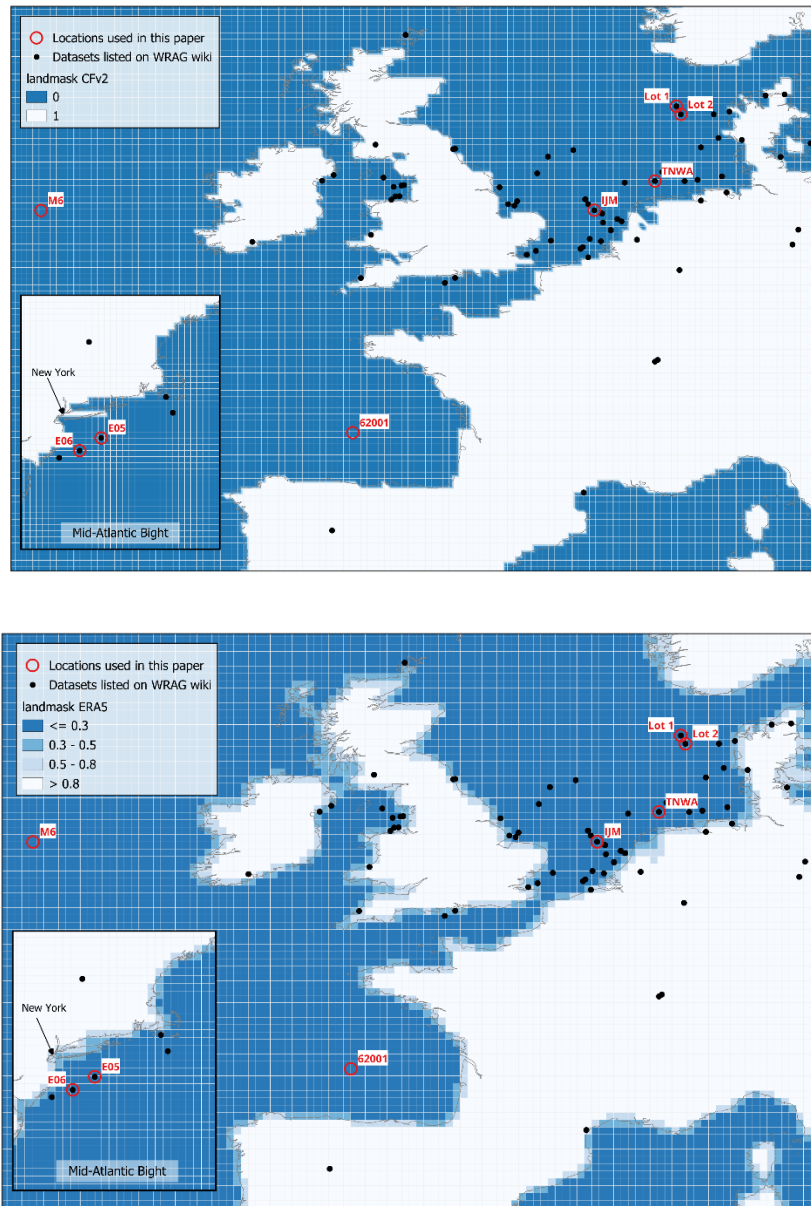 Locations used in this paper
Datasets listed on WRAG wiki
landmask CFv2
0
1
Lot 1
Lot 2
TNWA
M6
IJM
New York
E05
E06
62001
Mid-Atlantic Bight
Locations used in this paper
Datasets listed on WRAG wiki
landmask ERA5
<= 0.3
0.3 - 0.5
0.5 - 0.8
> 0.8
Lot 1
Lot 2
TNWA
M6
IJM
New York
E05
E06
62001
Mid-Atlantic Bight